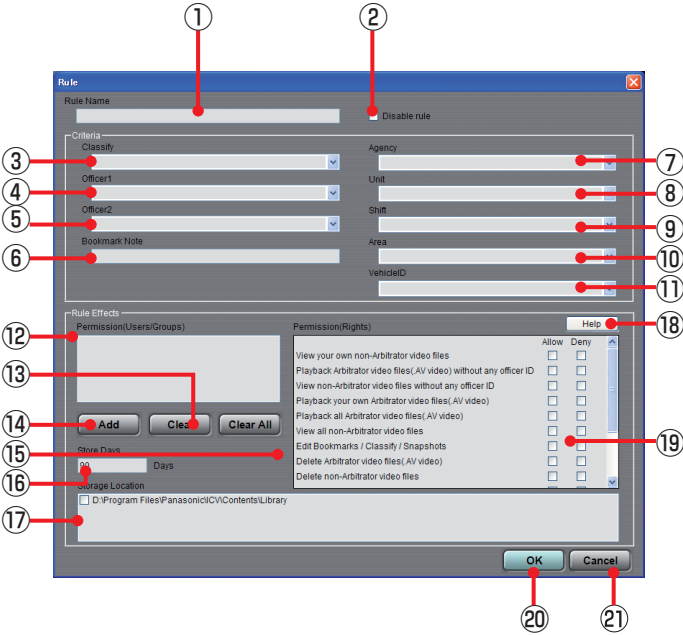 ① ②
Rule
Rule Name
Disable rule
Criteria
③ Classify Agency ⑦
④ Officer1 Unit ⑧
⑤ Officer2 Shift ⑨
⑥ Bookmark Note Area ⑩
VehicleID ⑪
Rule Effects
⑫ Permission(Users/Groups) Permission(Rights) Help ⑱
Allow Deny
View your own non-Arbitrator video files
⑬ Playback Arbitrator video files(.AV video) without any officer ID
View non-Arbitrator video files without any officer ID
Playback your own Arbitrator video files(.AV video)
⑭ Add Clear Clear All Playback all Arbitrator video files(.AV video)
View all non-Arbitrator video files
⑮ Store Days Edit Bookmarks / Classify / Snapshots ⑲
⑯ 90 Days Delete Arbitrator video files(.AV video)
Delete non-Arbitrator video files
Storage Location
⑰ D:\Program Files\Panasonic\ICV\Contents\Library
OK Cancel
⑳ ㉑